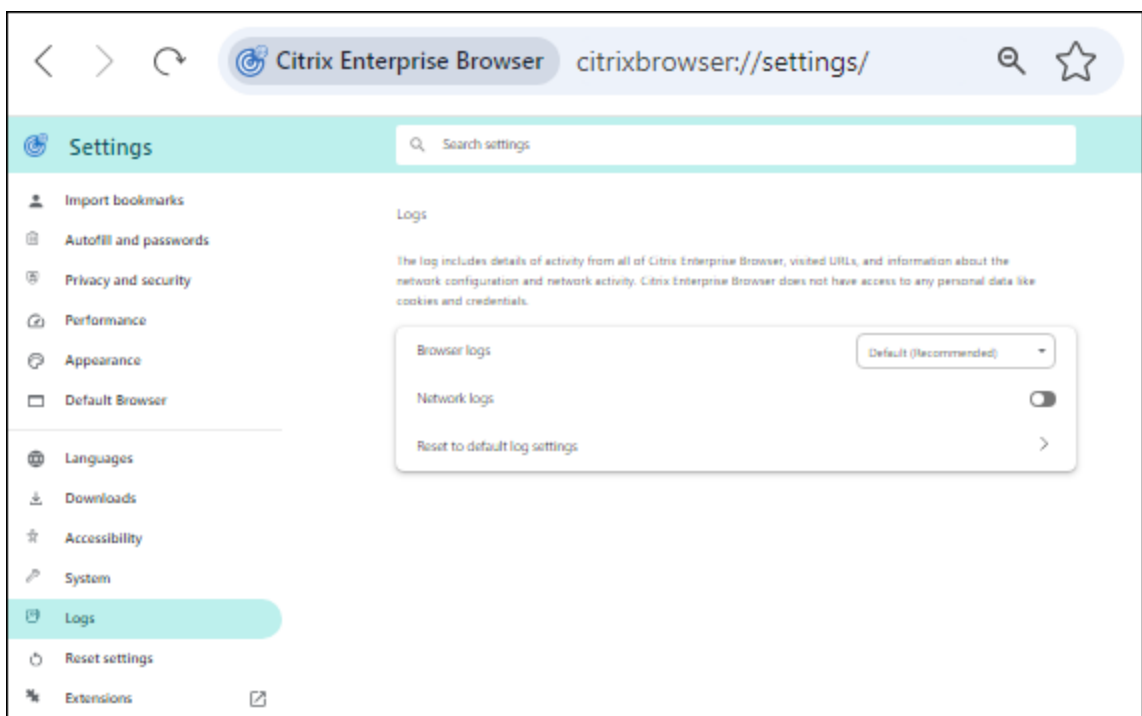 Citrix Enterprise Browser citrixbrowser://settings/
Settings
Search settings
Import bookmarks
Autofill and passwords
Privacy and security
Performance
Appearance
Default Browser
Languages
Downloads
Accessibility
System
Logs
Reset settings
Extensions
Logs
The log includes details of activity from all of Citrix Enterprise Browser, visited URLs, and information about the
network configuration and network activity. Citrix Enterprise Browser does not have access to any personal data like
cookies and credentials.
Browser logs Default (Recommended)
Network logs
Reset to default log settings